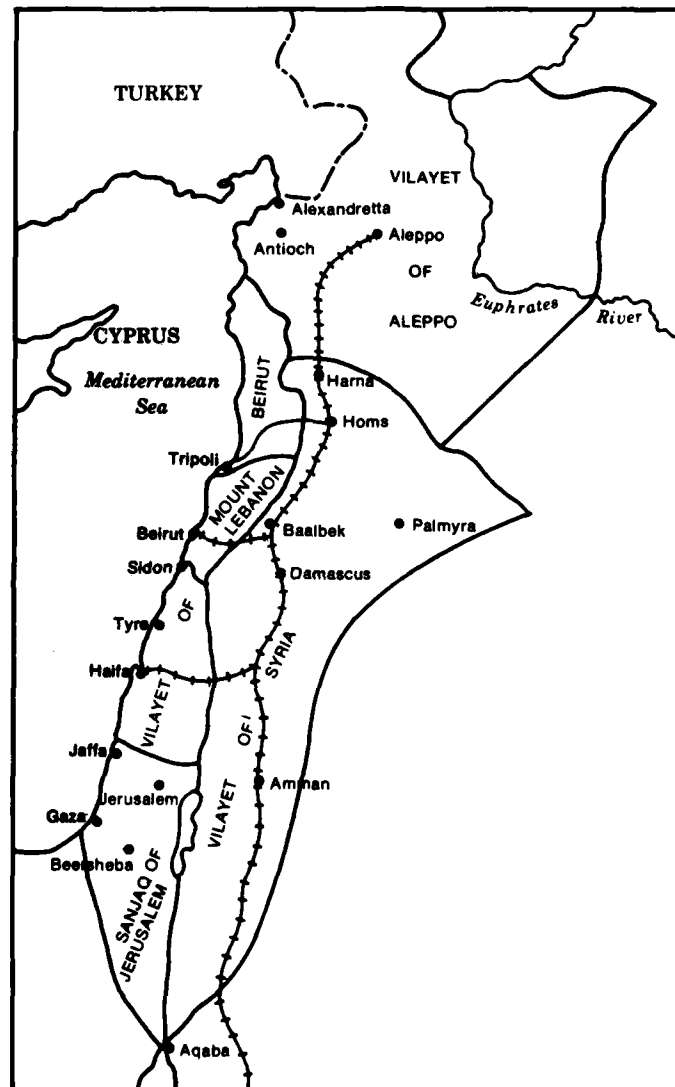 TURKEY
VILAYET
Alexandretta
Antioch
Aleppo
OF
Euphrates
River
ALEPPO
CYPRUS
Mediterranean
Sea
BEIRUT
Harna
Homs
Tripoli
MOUNT
LEBANON
Beirut
Baalbek
Palmyra
Sidon
Damascus
OF
Tyre
SYRIA
Haifa
VILAYET
OF
Jaffa
Jerusalem
Amman
VILAYET
Gaza
Beersheba
SANJAQ OF
JERUSALEM
Aqaba